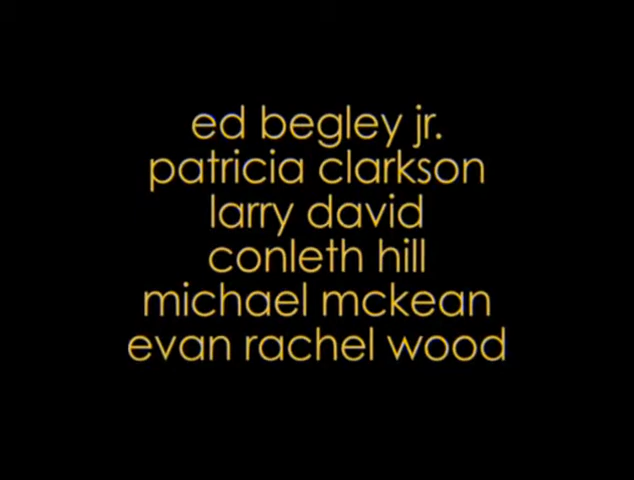 ed begley jr.
patricia clarkson
larry david
conleth hill
michael mckean
evan rachel wood